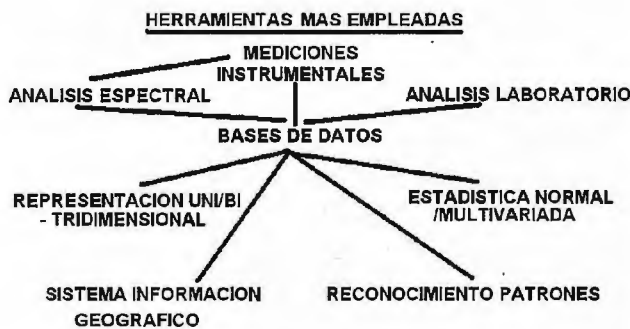 HERRAMIENTAS MAS EMPLEADAS
MEDICIONES
INSTRUMENTALES
ANALISIS ESPECTRAL
ANALISIS LABORATORIO
BASES DE DATOS
REPRESENTACION UNI/BI
- TRIDIMENSIONAL
ESTADISTICA NORMAL
/MULTIVARIADA
SISTEMA INFORMACION
GEOGRAFICO
RECONOCIMIENTO PATRONES